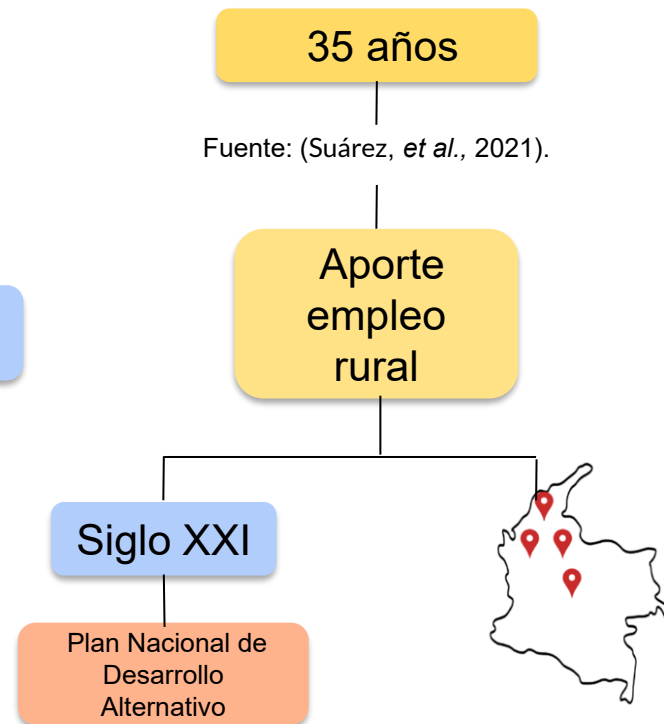 35 años
Fuente: (Suárez, et al., 2021).
Aporte
empleo
rural
Siglo XXI
Plan Nacional de
Desarrollo
Alternativo